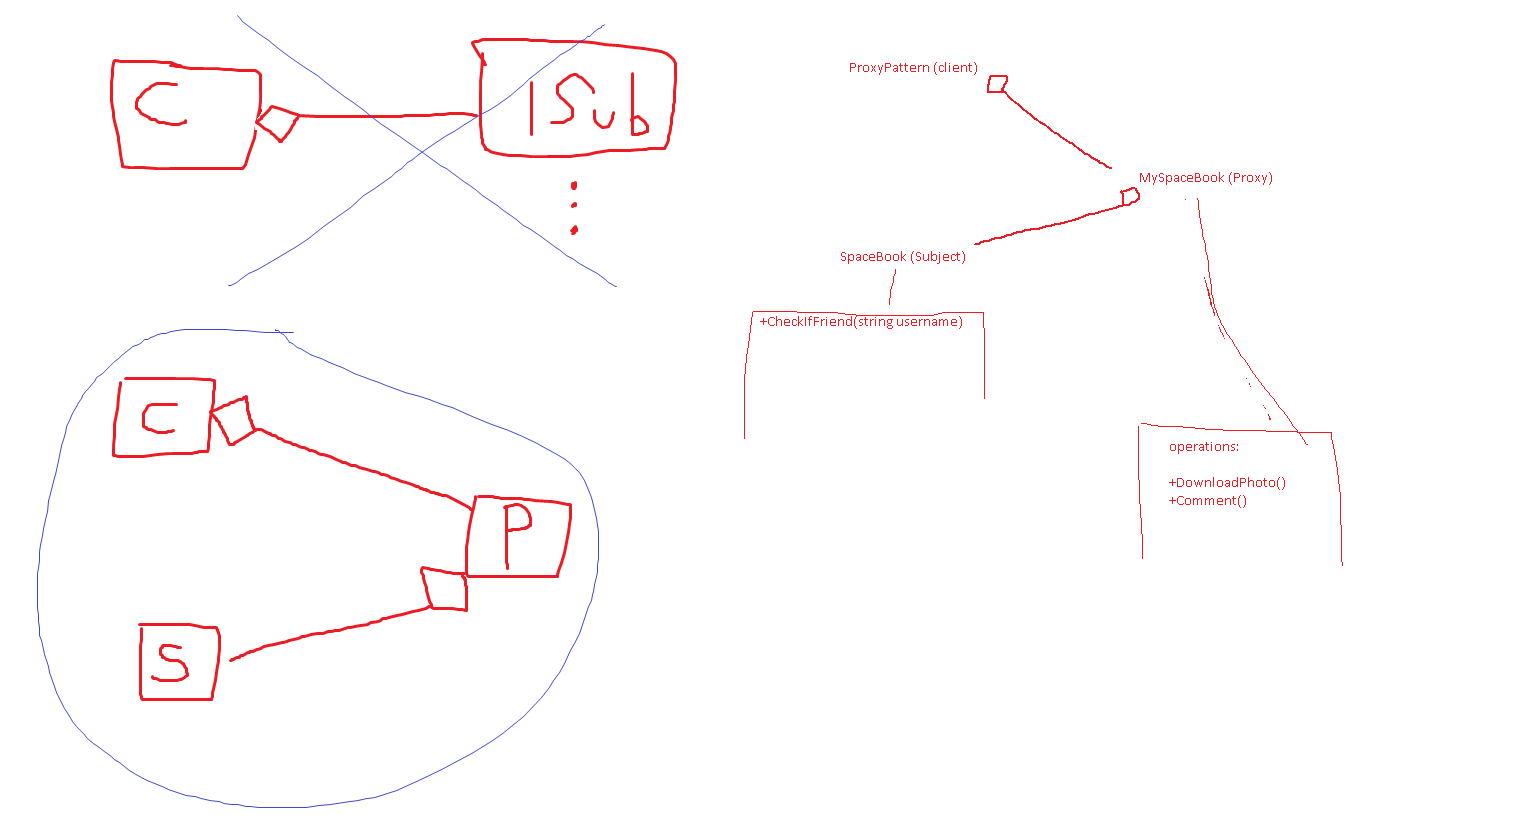 C
ISub
C
P
S
ProxyPattern (client)
MySpaceBook (Proxy)
SpaceBook (Subject)
+CheckIfFriend(string username)
operations:
+DownloadPhoto()
+Comment()